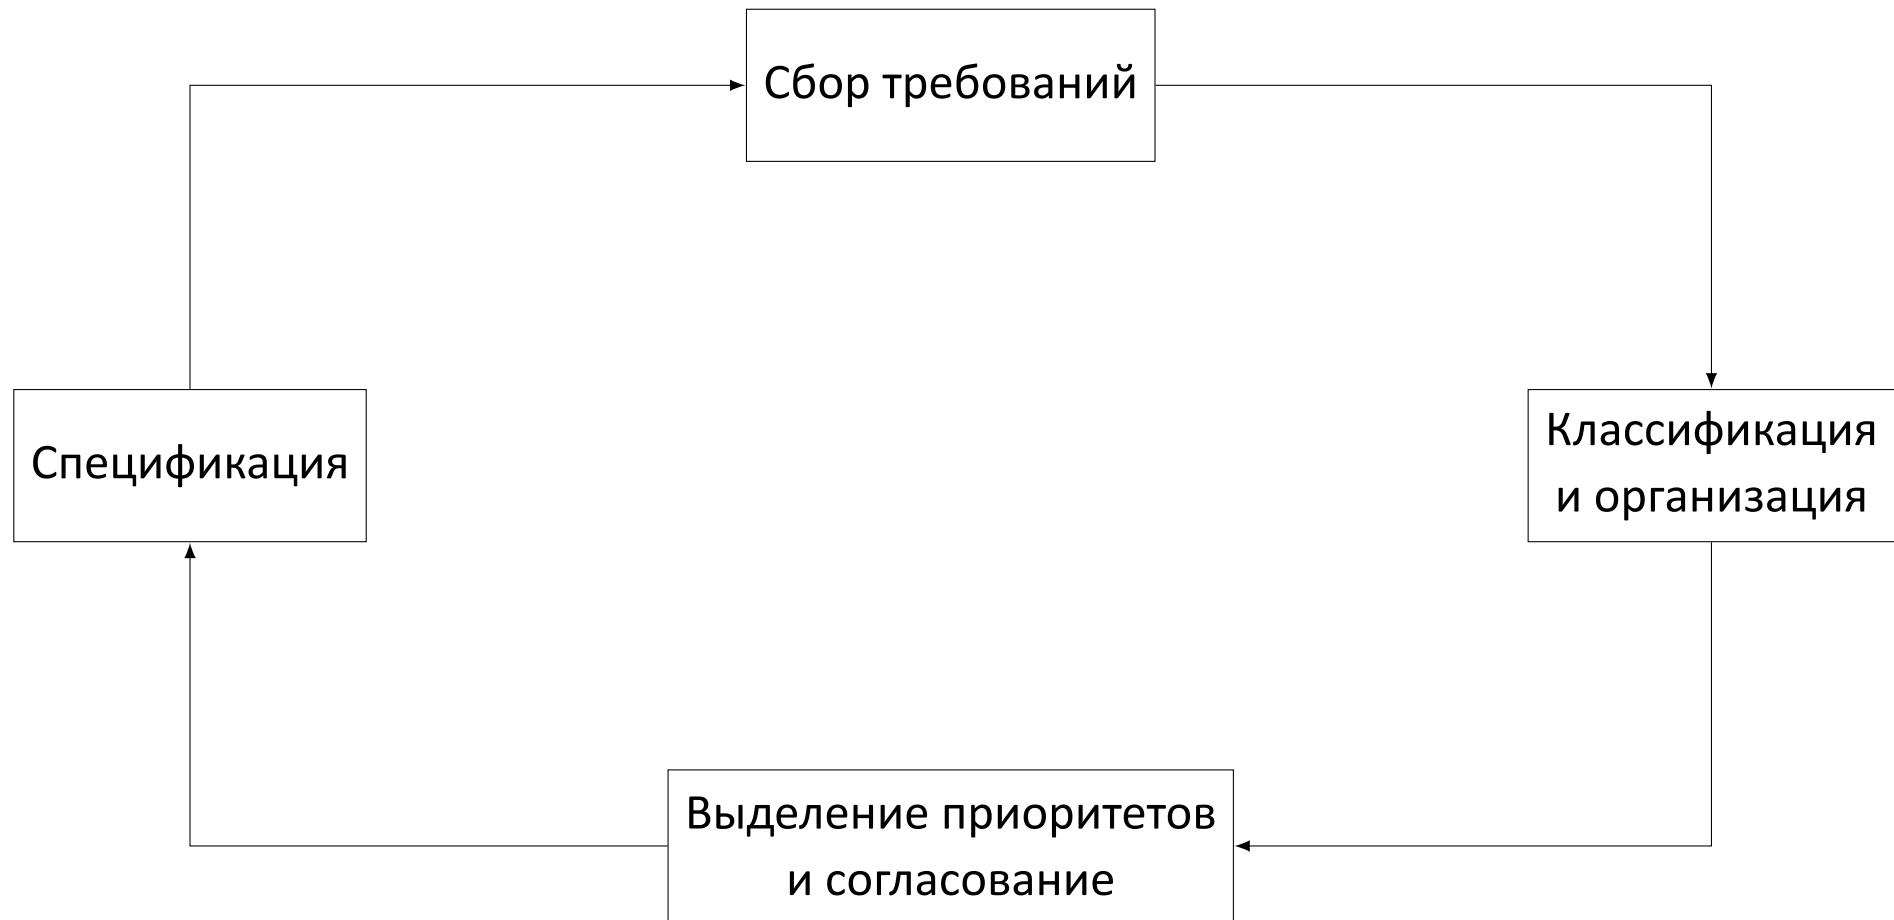 Сбор требований
Классификация
и организация
Выделение приоритетов
и согласование
Спецификация